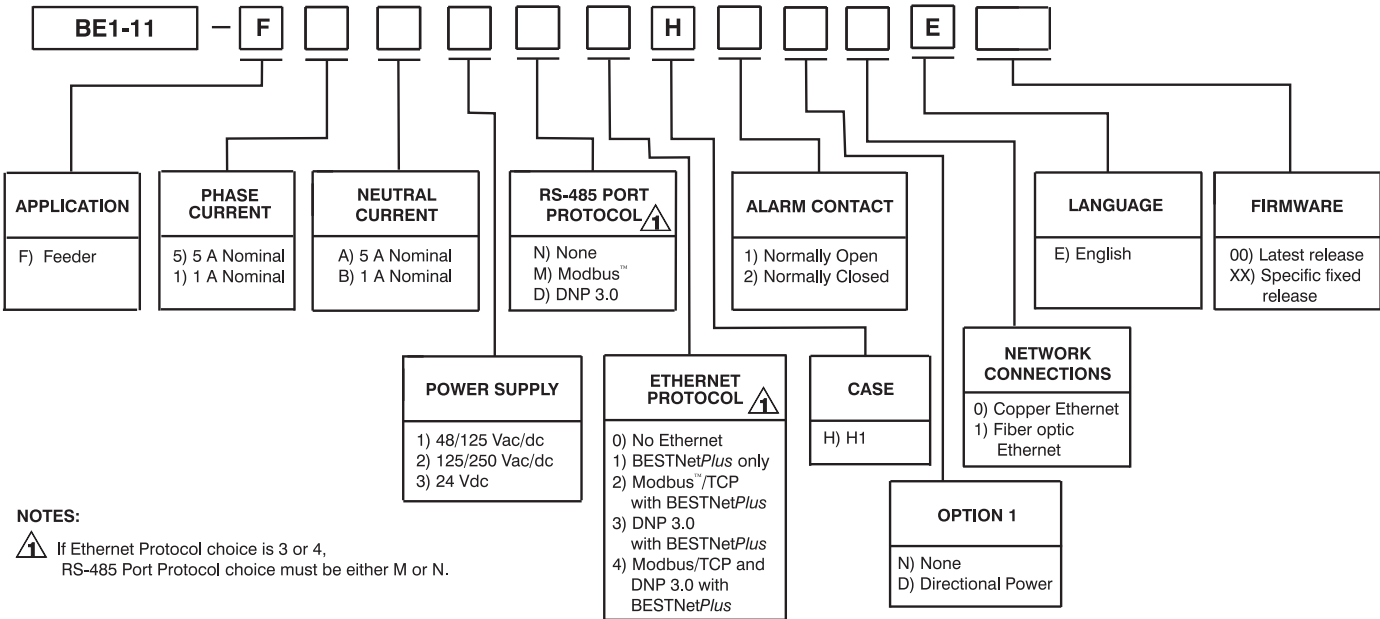 BE1-11 – F H E
APPLICATION
F) Feeder
PHASE
CURRENT
5) 5 A Nominal
1) 1 A Nominal
NEUTRAL
CURRENT
A) 5 A Nominal
B) 1 A Nominal
RS-485 PORT
PROTOCOL 1
N) None
M) Modbus™
D) DNP 3.0
ALARM CONTACT
1) Normally Open
2) Normally Closed
LANGUAGE
E) English
FIRMWARE
00) Latest release
XX) Specific fixed
release
POWER SUPPLY
1) 48/125 Vac/dc
2) 125/250 Vac/dc
3) 24 Vdc
ETHERNET
PROTOCOL 1
0) No Ethernet
1) BESTNetPlus only
2) Modbus™/TCP
with BESTNetPlus
3) DNP 3.0
with BESTNetPlus
4) Modbus/TCP and
DNP 3.0 with
BESTNetPlus
CASE
H) H1
NETWORK
CONNECTIONS
0) Copper Ethernet
1) Fiber optic
Ethernet
OPTION 1
N) None
D) Directional Power
NOTES:
1 If Ethernet Protocol choice is 3 or 4,
RS-485 Port Protocol choice must be either M or N.